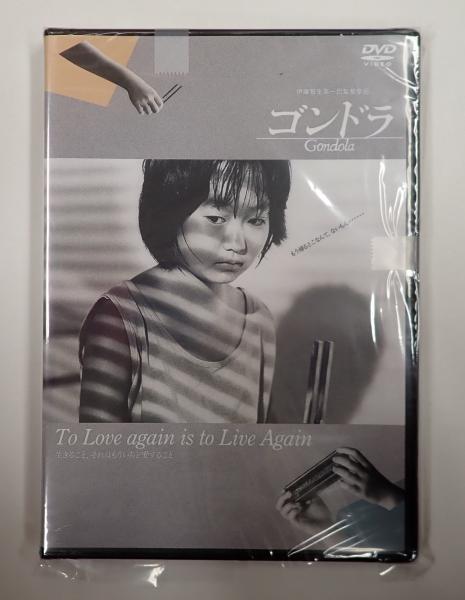 DVD
VIDEO
伊藤智生第一回監督作品
ゴンドラ
Gondola
もう帰るとこなんて、ないもん……
To Love again is to Live Again
生きること、それはもういちど愛すること